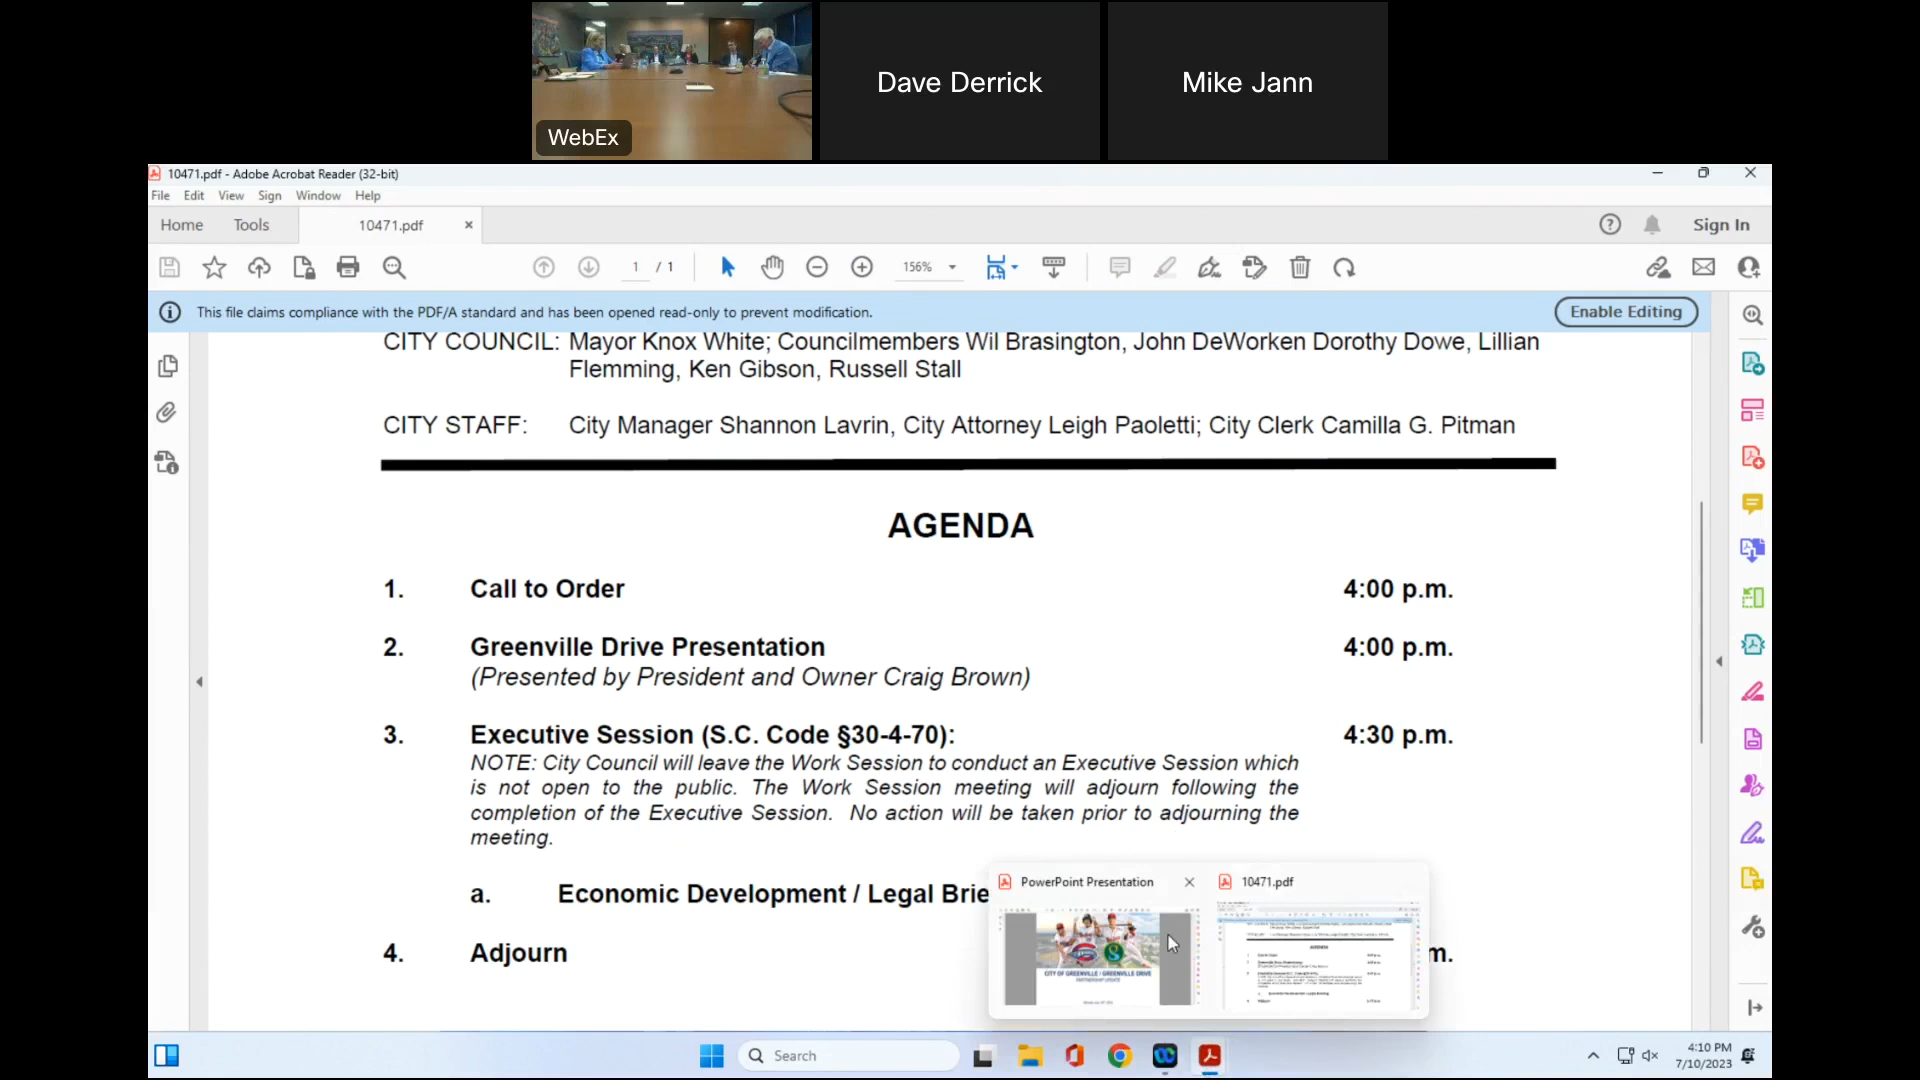 Dave Derrick
Mike Jann
WebEx
10471.pdf - Adobe Acrobat Reader (32-bit)
File Edit View Sign Window Help
Home Tools 10471.pdf
Sign In
1 / 1
156%
This file claims compliance with the PDF/A standard and has been opened read-only to prevent modification.
Enable Editing
CITY COUNCIL: Mayor Knox White; Councilmembers Wil Brasington, John DeWorken Dorothy Dowe, Lillian
Flemming, Ken Gibson, Russell Stall
CITY STAFF: City Manager Shannon Lavrin, City Attorney Leigh Paoletti; City Clerk Camilla G. Pitman
AGENDA
1. Call to Order 4:00 p.m.
2. Greenville Drive Presentation 4:00 p.m.
(Presented by President and Owner Craig Brown)
3. Executive Session (S.C. Code §30-4-70): 4:30 p.m.
NOTE: City Council will leave the Work Session to conduct an Executive Session which
is not open to the public. The Work Session meeting will adjourn following the
completion of the Executive Session. No action will be taken prior to adjourning the
meeting.
PowerPoint Presentation
10471.pdf
a. Economic Development / Legal Brie
4. Adjourn m.
CITY OF GREENVILLE | GREENVILLE DRIVE
PARTNERSHIP UPDATE
AGENDA
Search
4:10 PM
7/10/2023